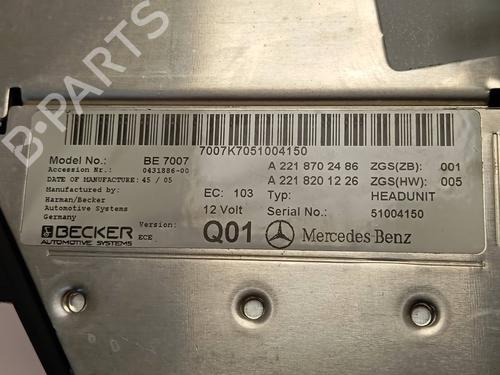 B-PARTS
7007K7051004150
Model No.: BE 7007 A 221 870 24 86 ZGS(ZB): 001
Accession Nr.: 0431886-00
DATE OF MANUFACTURE: 45 / 05 A 221 820 12 26 ZGS(HW): 005
Manufactured by: EC: 103 Typ: HEADUNIT
Harman/Becker
Automotive Systems 12 Volt Serial No.: 51004150
Germany
Version:
BECKER ECE Q01 Mercedes-Benz
AUTOMOTIVE SYSTEMS